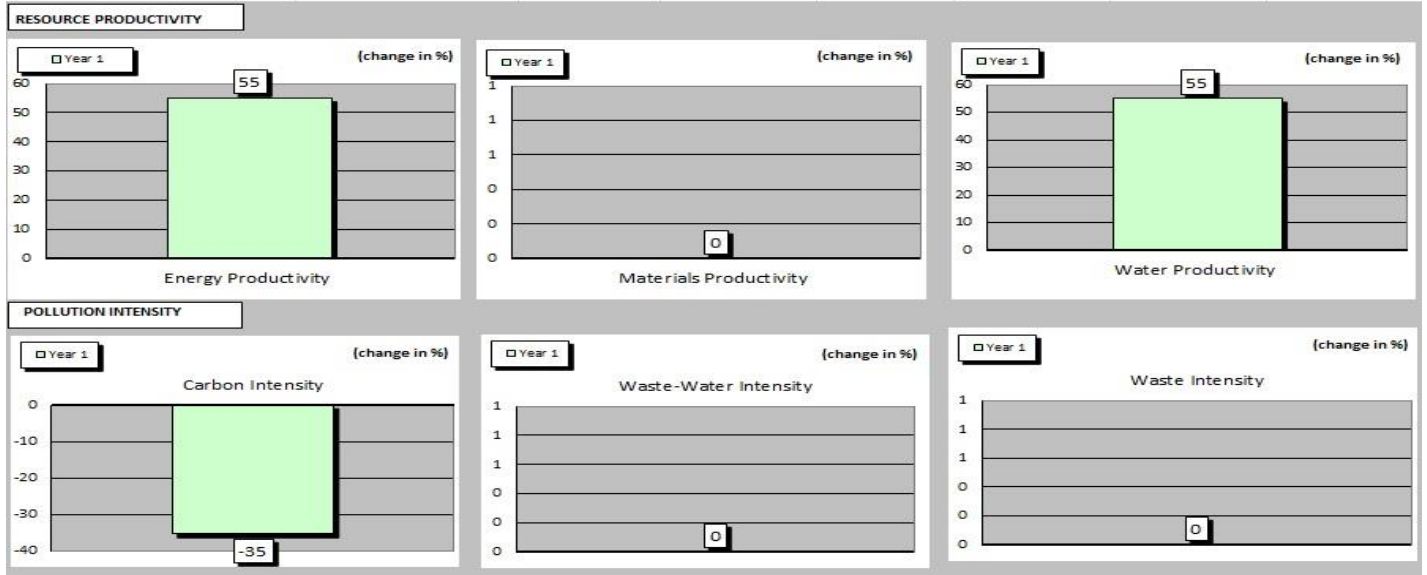 RESOURCE PRODUCTIVITY
Year 1
(change in %)
60
50
40
30
20
10
0
55
Energy Productivity
Year 1
(change in %)
1
1
1
0
0
0
0
Materials Productivity
Year 1
(change in %)
60
50
40
30
20
10
0
55
Water Productivity
POLLUTION INTENSITY
Year 1
(change in %)
Carbon Intensity
0
-10
-20
-30
-40
-35
Year 1
(change in %)
Waste-Water Intensity
1
1
1
0
0
0
0
Year 1
(change in %)
Waste Intensity
1
1
1
0
0
0
0